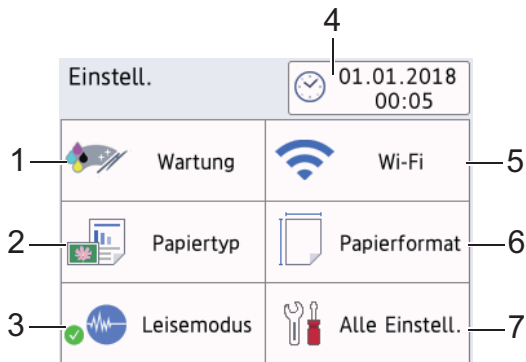 4
Einstell.
01.01.2018
00:05
1
Wartung
Wi-Fi
5
2
Papiertyp
Papierformat
6
3
Leisemodus
Alle Einstell.
7